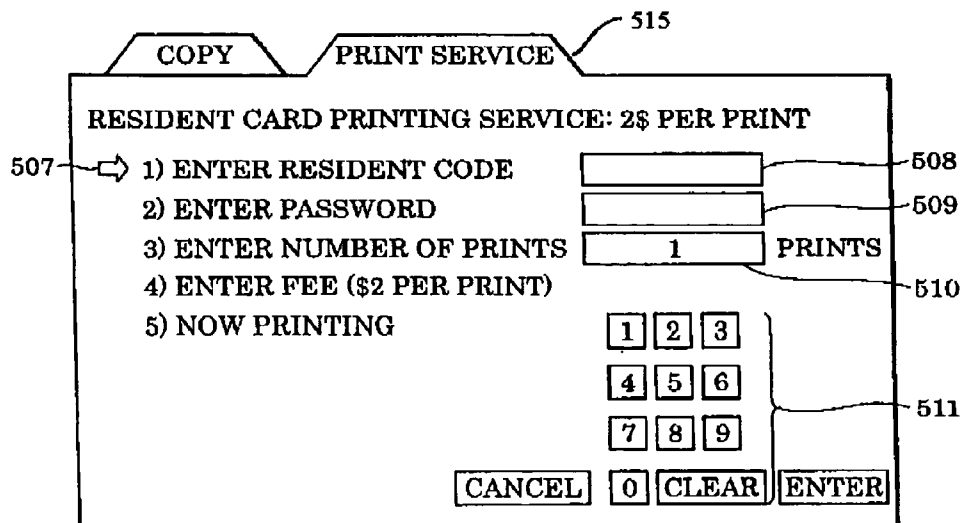 515
COPY PRINT SERVICE
RESIDENT CARD PRINTING SERVICE: 2$ PER PRINT
507 1) ENTER RESIDENT CODE 508
2) ENTER PASSWORD 509
3) ENTER NUMBER OF PRINTS 1 PRINTS
4) ENTER FEE ($2 PER PRINT) 510
5) NOW PRINTING 1 2 3
4 5 6
511
7 8 9
CANCEL 0 CLEAR ENTER